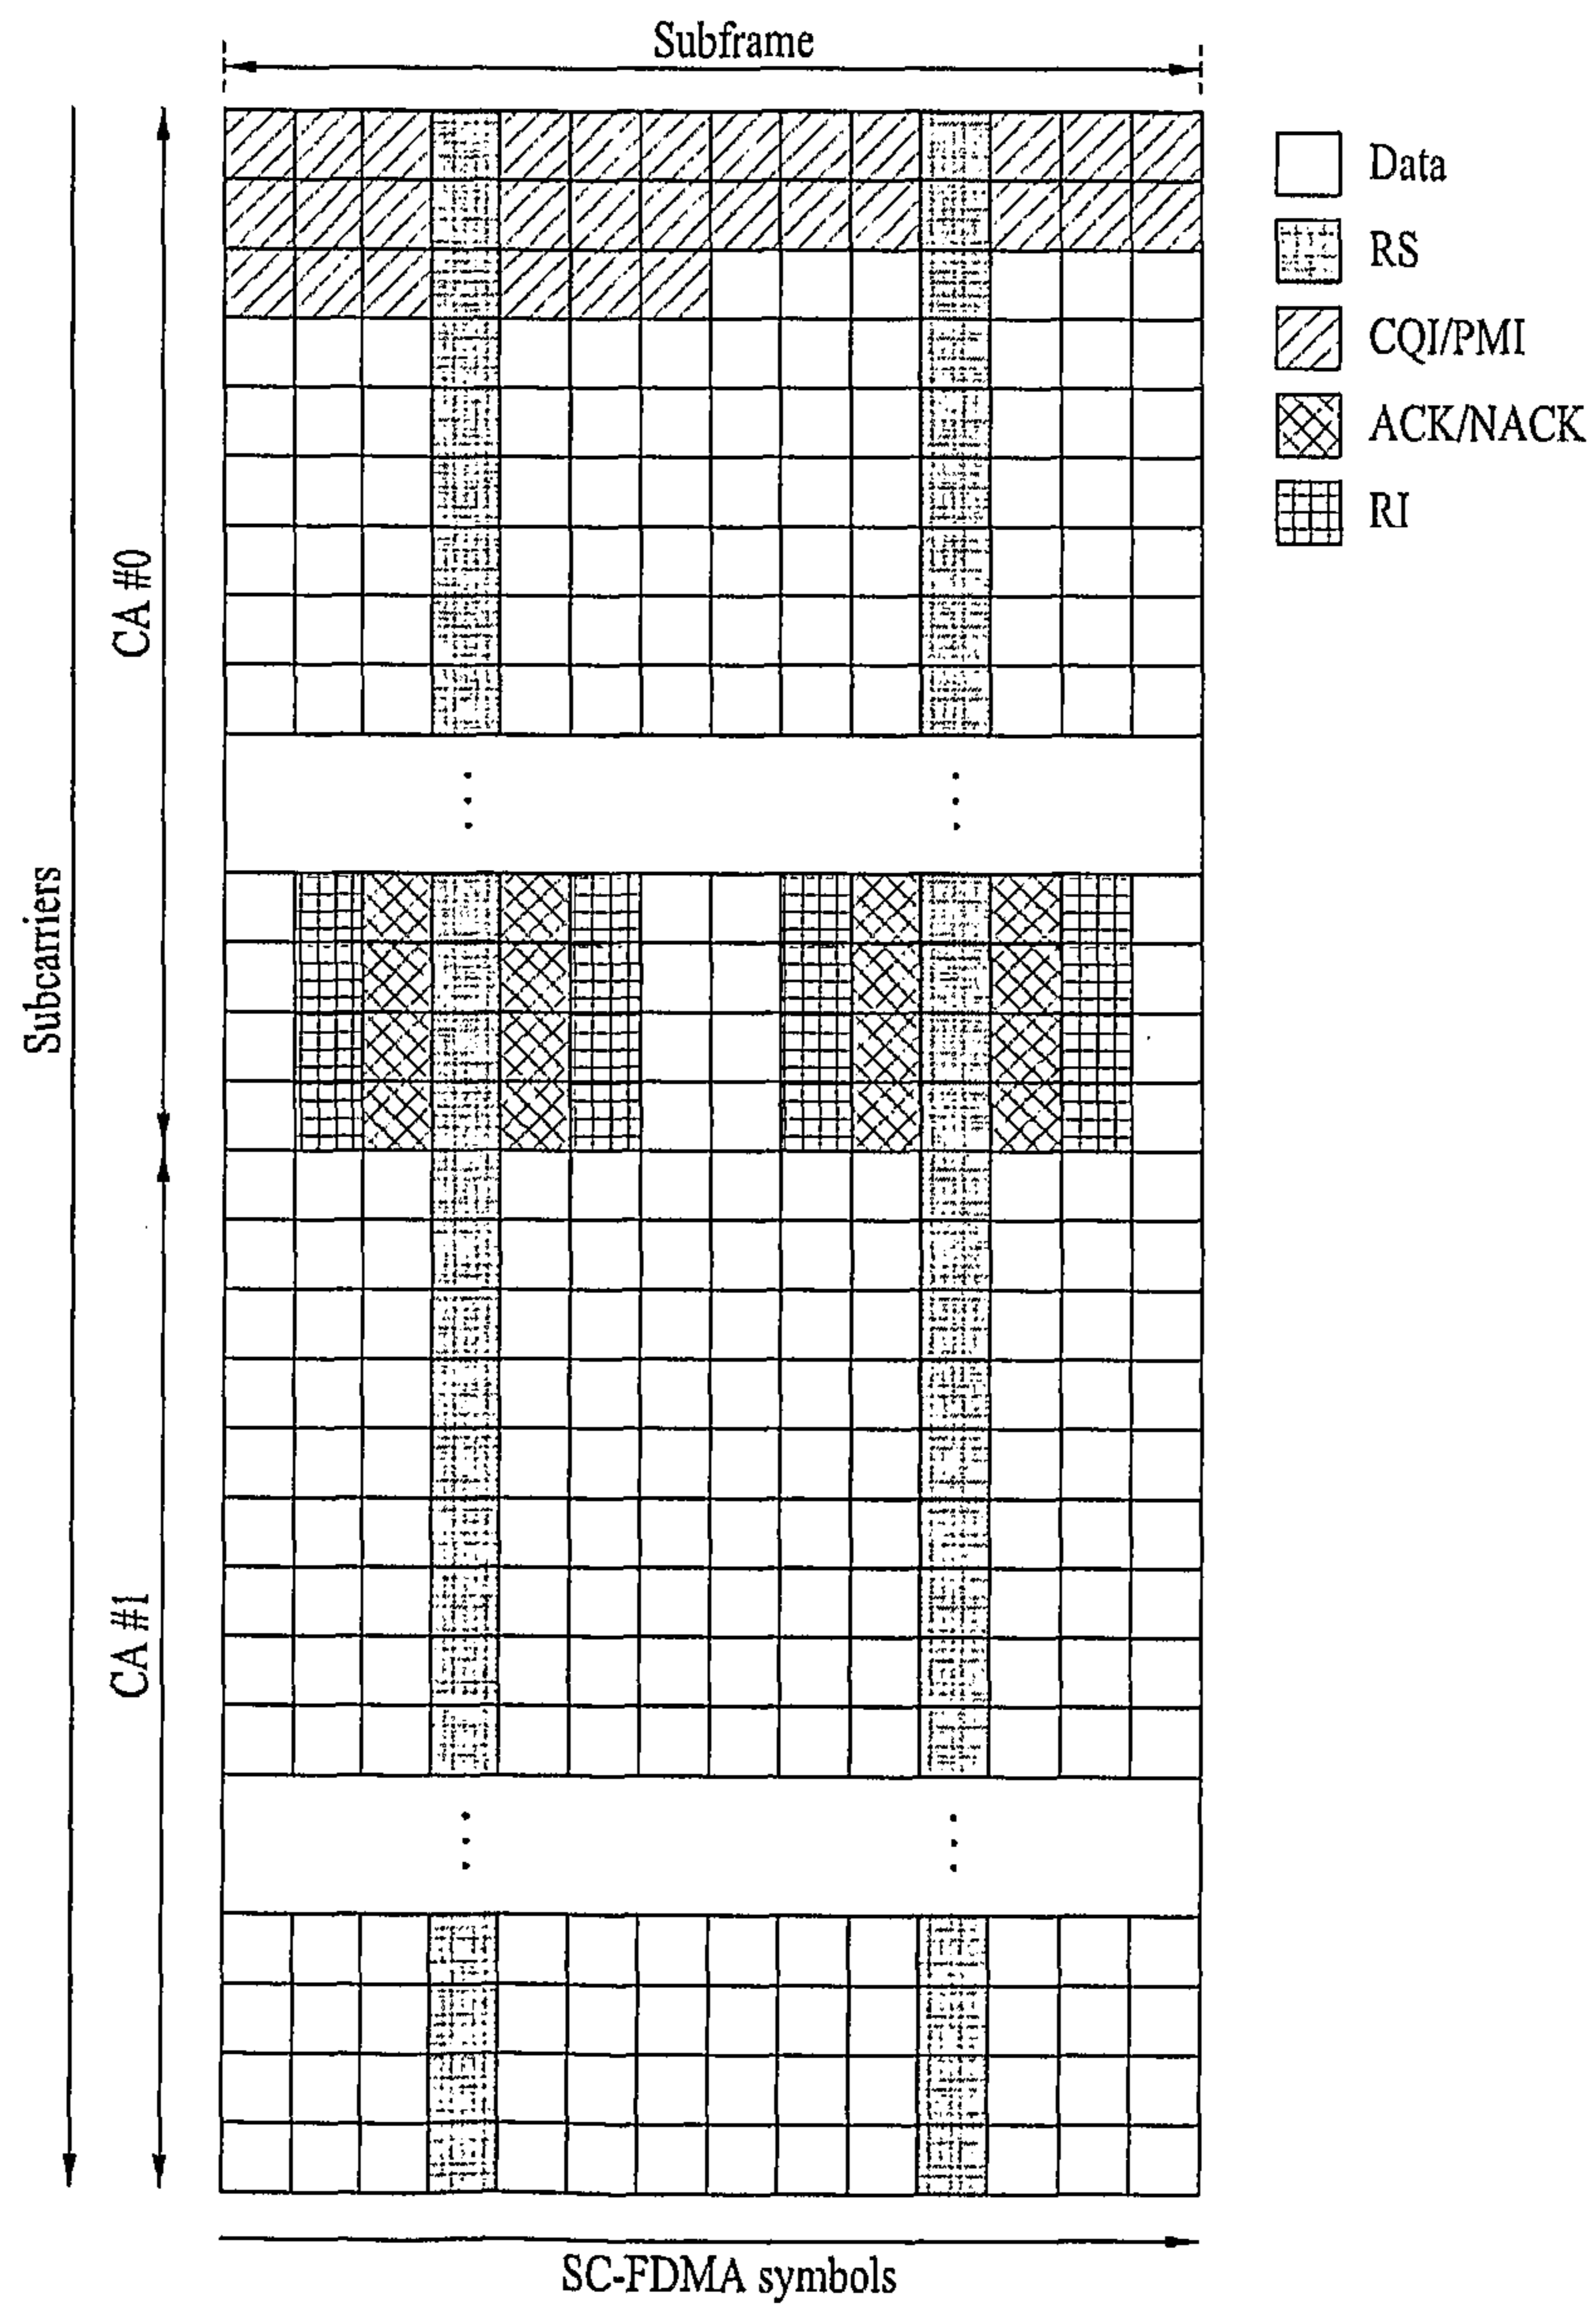 Subframe
Data
RS
CQI/PMI
ACK/NACK
RI
CA #0
Subcarriers
CA #1
SC-FDMA symbols